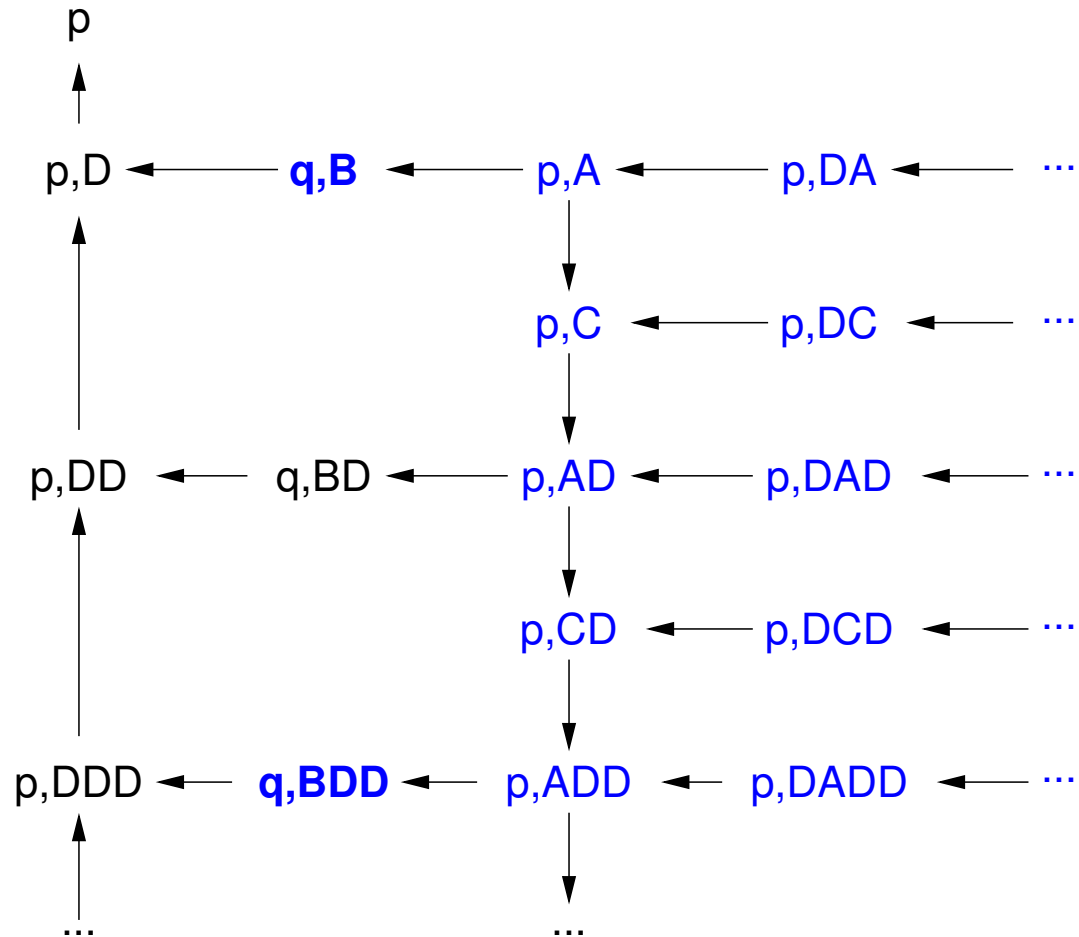 p
p,D q,B p,A p,DA ...
p,C p,DC ...
p,DD q,BD p,AD p,DAD ...
p,CD p,DCD ...
p,DDD q,BDD p,ADD p,DADD ...
... ...